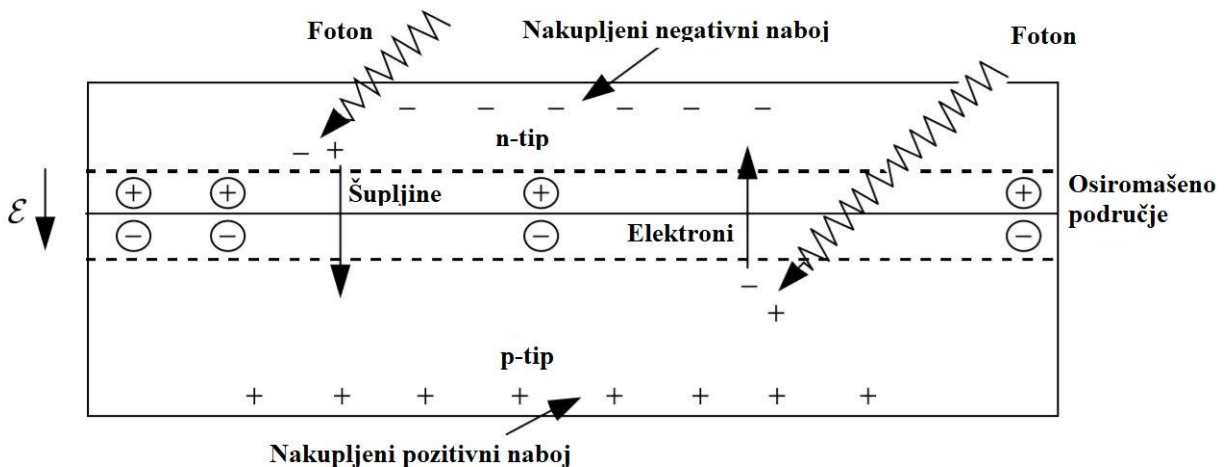 Foton
Nakupljeni negativni naboj
Foton
n-tip
Šupljine
Elektroni
Osiromašeno
područje
ℰ
p-tip
Nakupljeni pozitivni naboj